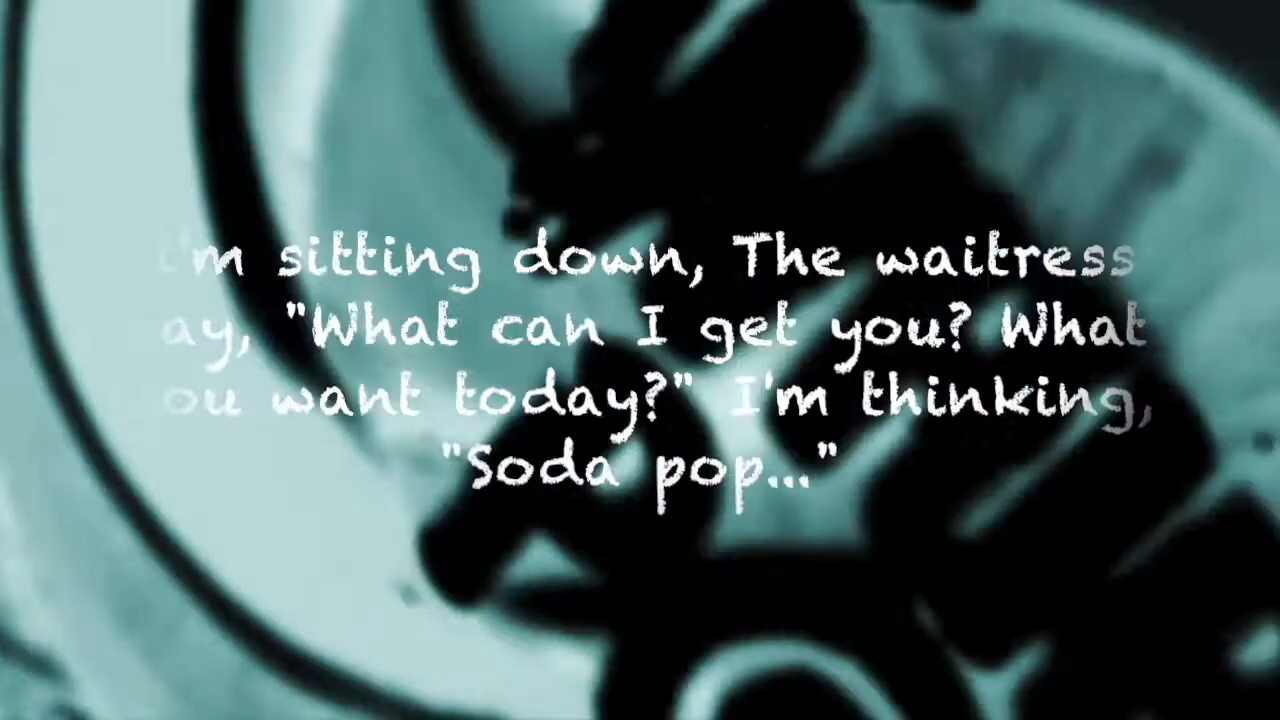 I'm sitting down, The waitress
ay, "What can I get you? What
ou want today?" I'm thinking,
"Soda pop..."